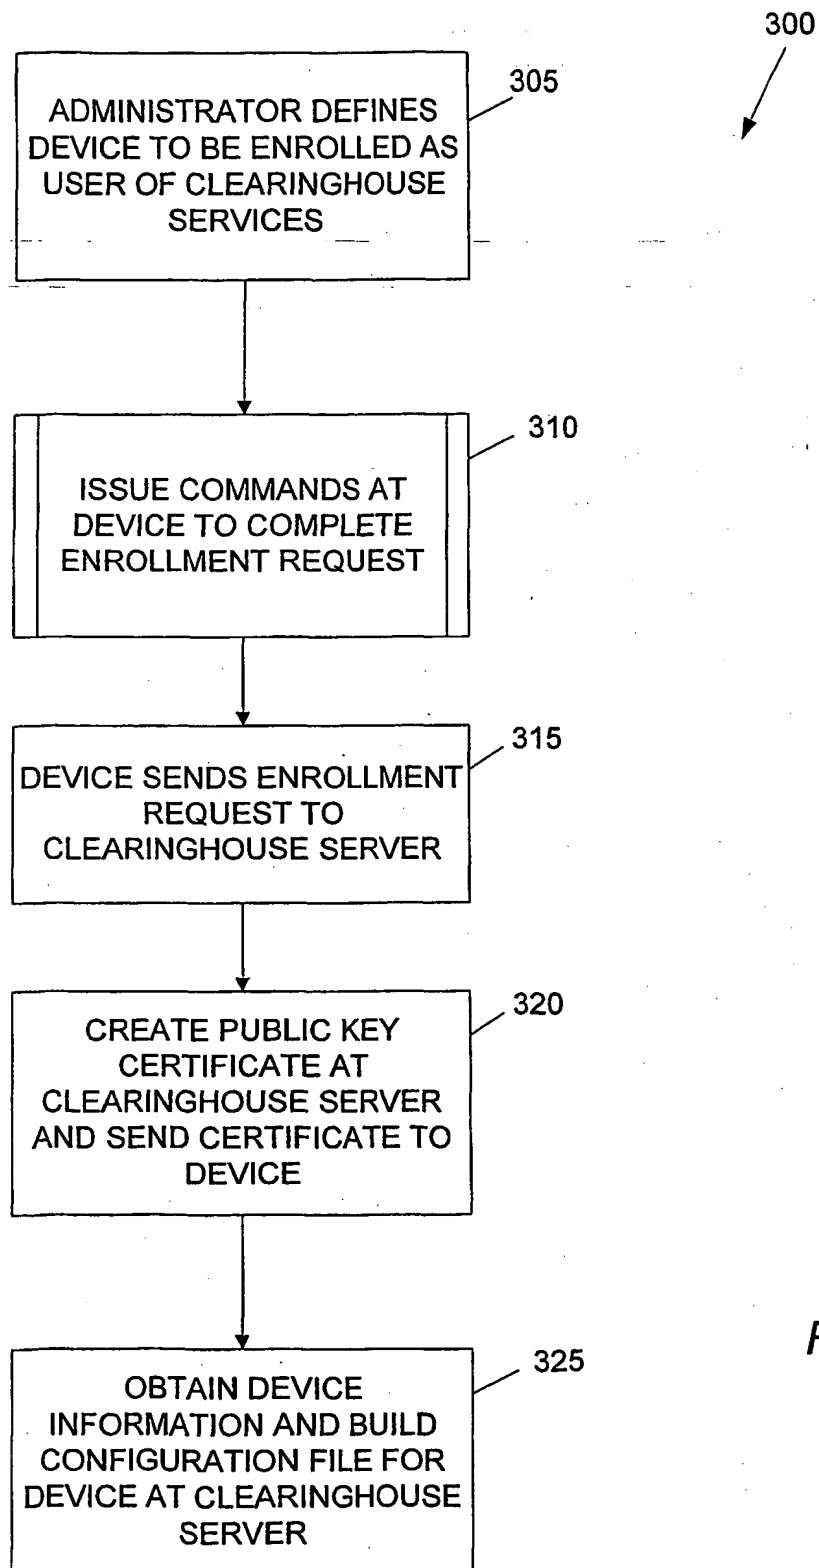 300
ADMINISTRATOR DEFINES
DEVICE TO BE ENROLLED AS
USER OF CLEARINGHOUSE
SERVICES
305
ISSUE COMMANDS AT
DEVICE TO COMPLETE
ENROLLMENT REQUEST
310
DEVICE SENDS ENROLLMENT
REQUEST TO
CLEARINGHOUSE SERVER
315
CREATE PUBLIC KEY
CERTIFICATE AT
CLEARINGHOUSE SERVER
AND SEND CERTIFICATE TO
DEVICE
320
OBTAIN DEVICE
INFORMATION AND BUILD
CONFIGURATION FILE FOR
DEVICE AT CLEARINGHOUSE
SERVER
325